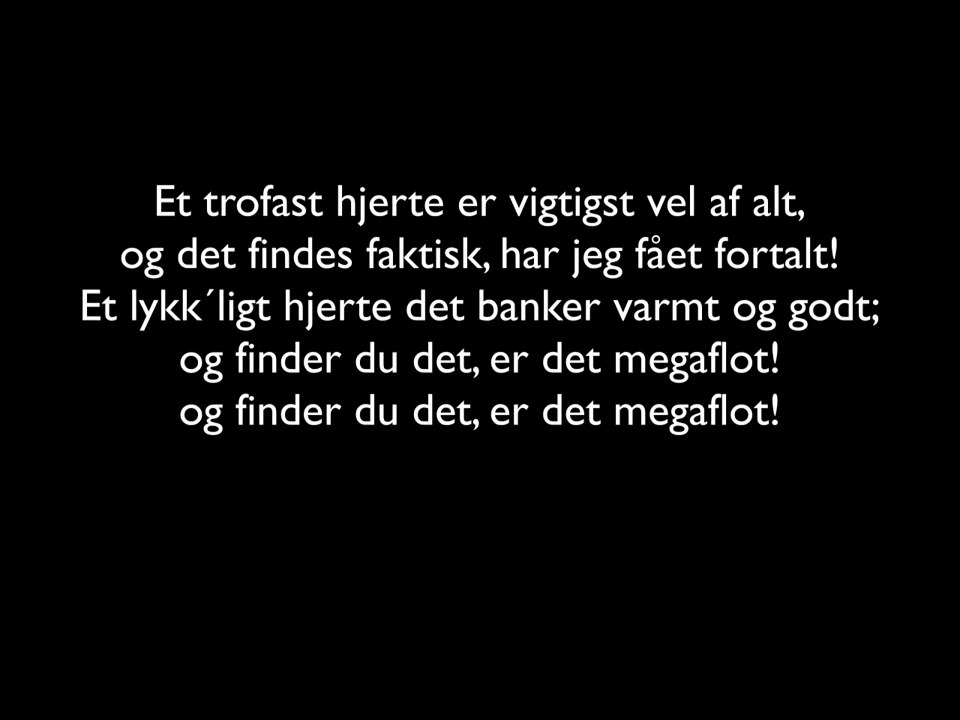 Et trofast hjerte er vigtigst vel af alt,
og det findes faktisk, har jeg fået fortalt!
Et lykk´ligt hjerte det banker varmt og godt;
og finder du det, er det megaflot!
og finder du det, er det megaflot!